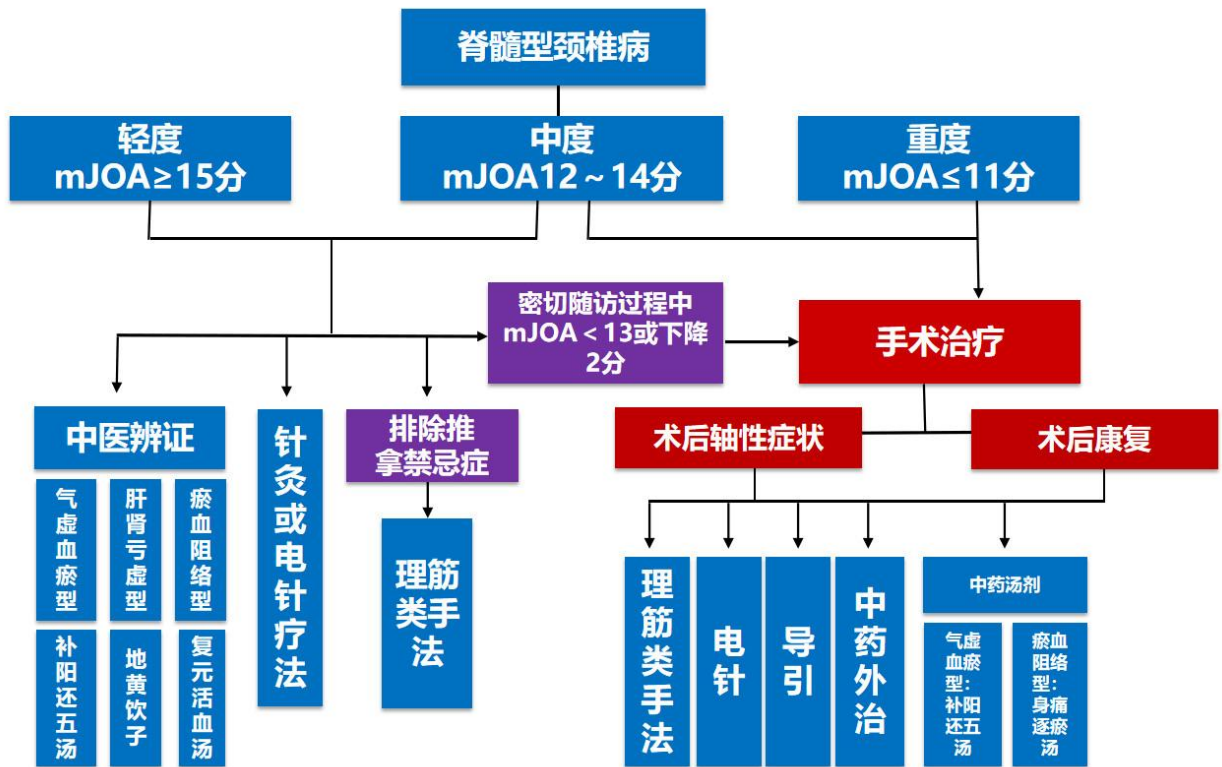 脊髓型颈椎病
轻度
mJOA≥15分
中度
mJOA12～14分
重度
mJOA≤11分
密切随访过程中
mJOA＜13或下降
2分
手术治疗
中医辨证
气虚血瘀型
肝肾亏虚型
瘀血阻络型
补阳还五汤
地黄饮子
复元活血汤
针灸或电针疗法
排除推
拿禁忌症
理筋
类手
法
术后轴性症状
术后康复
理筋类手法
电针
导引
中药外治
中药汤剂
气虚
血瘀
型：
补阳
还五
汤
瘀血
阻络
型：
身痛
逐瘀
汤